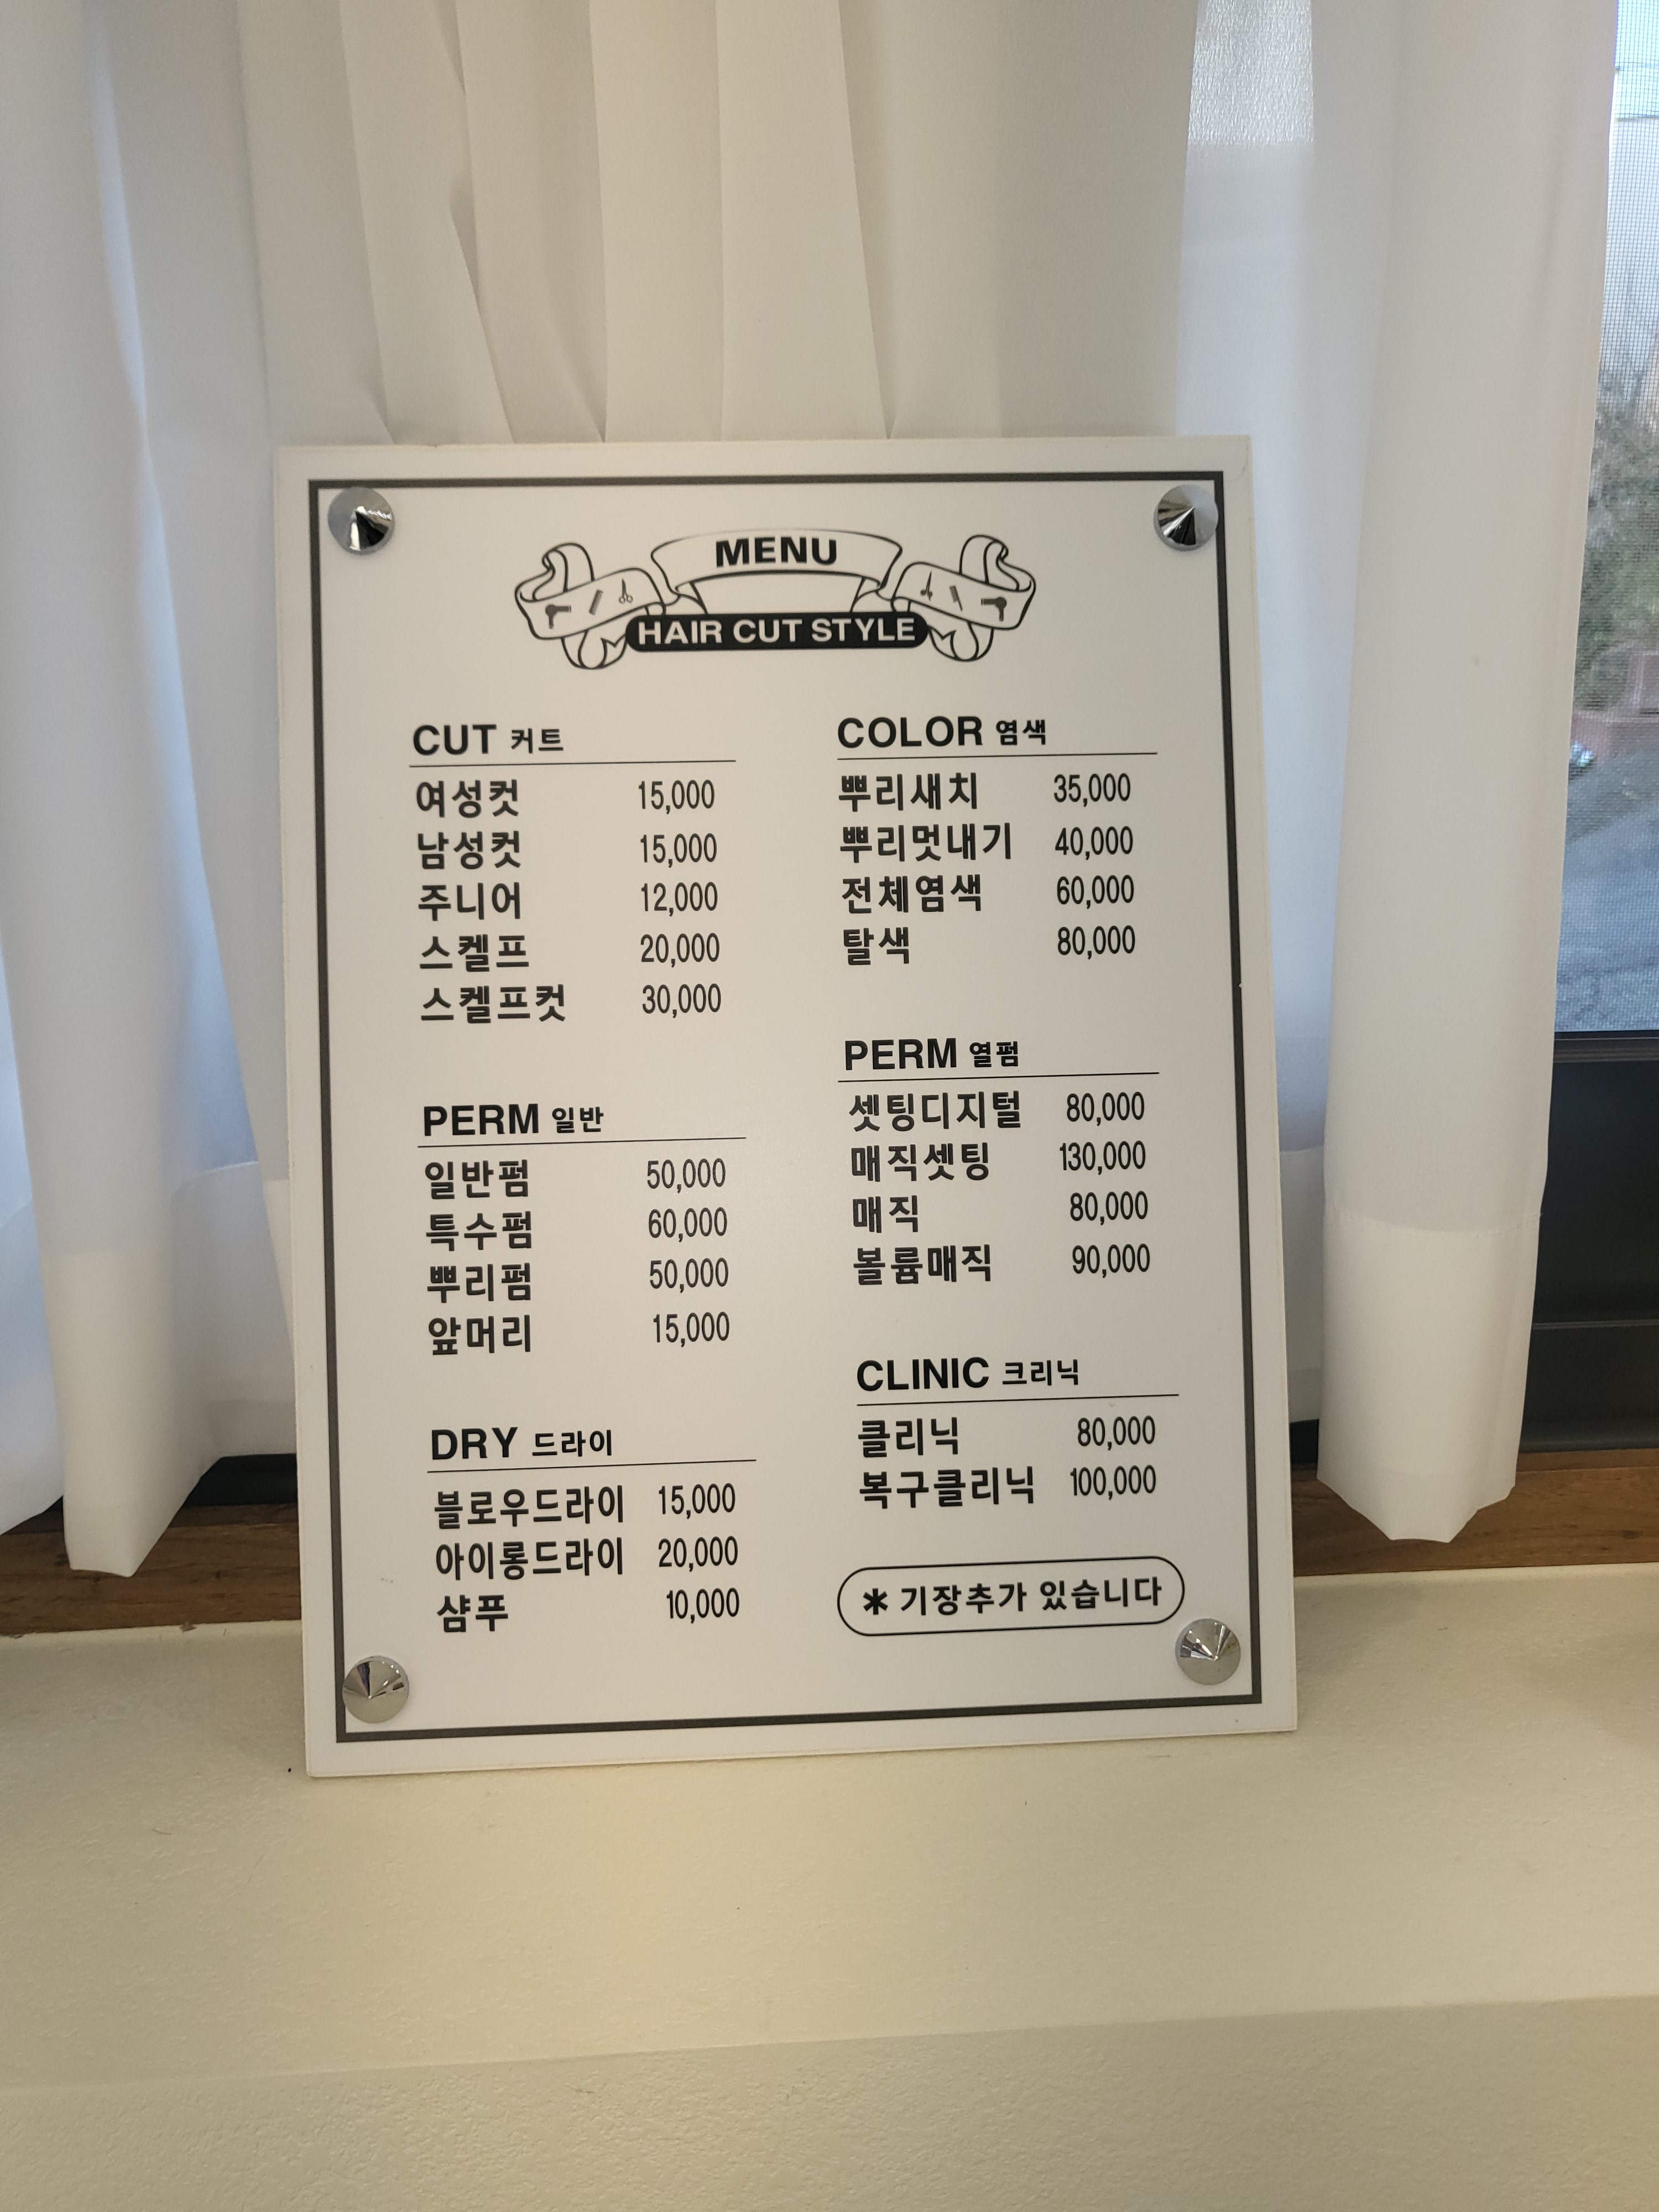 MENU
HAIR CUT STYLE
CUT 커트
여성컷 15,000
남성컷 15,000
주니어 12,000
스켈프 20,000
스켈프컷 30,000
PERM 일반
일반펌 50,000
특수펌 60,000
뿌리펌 50,000
앞머리 15,000
DRY 드라이
블로우드라이 15,000
아이롱드라이 20,000
샴푸 10,000
COLOR 염색
뿌리새치 35,000
뿌리멋내기 40,000
전체염색 60,000
탈색 80,000
PERM 열펌
셋팅디지털 80,000
매직셋팅 130,000
매직 80,000
볼륨매직 90,000
CLINIC 크리닉
클리닉 80,000
복구클리닉 100,000
* 기장추가 있습니다